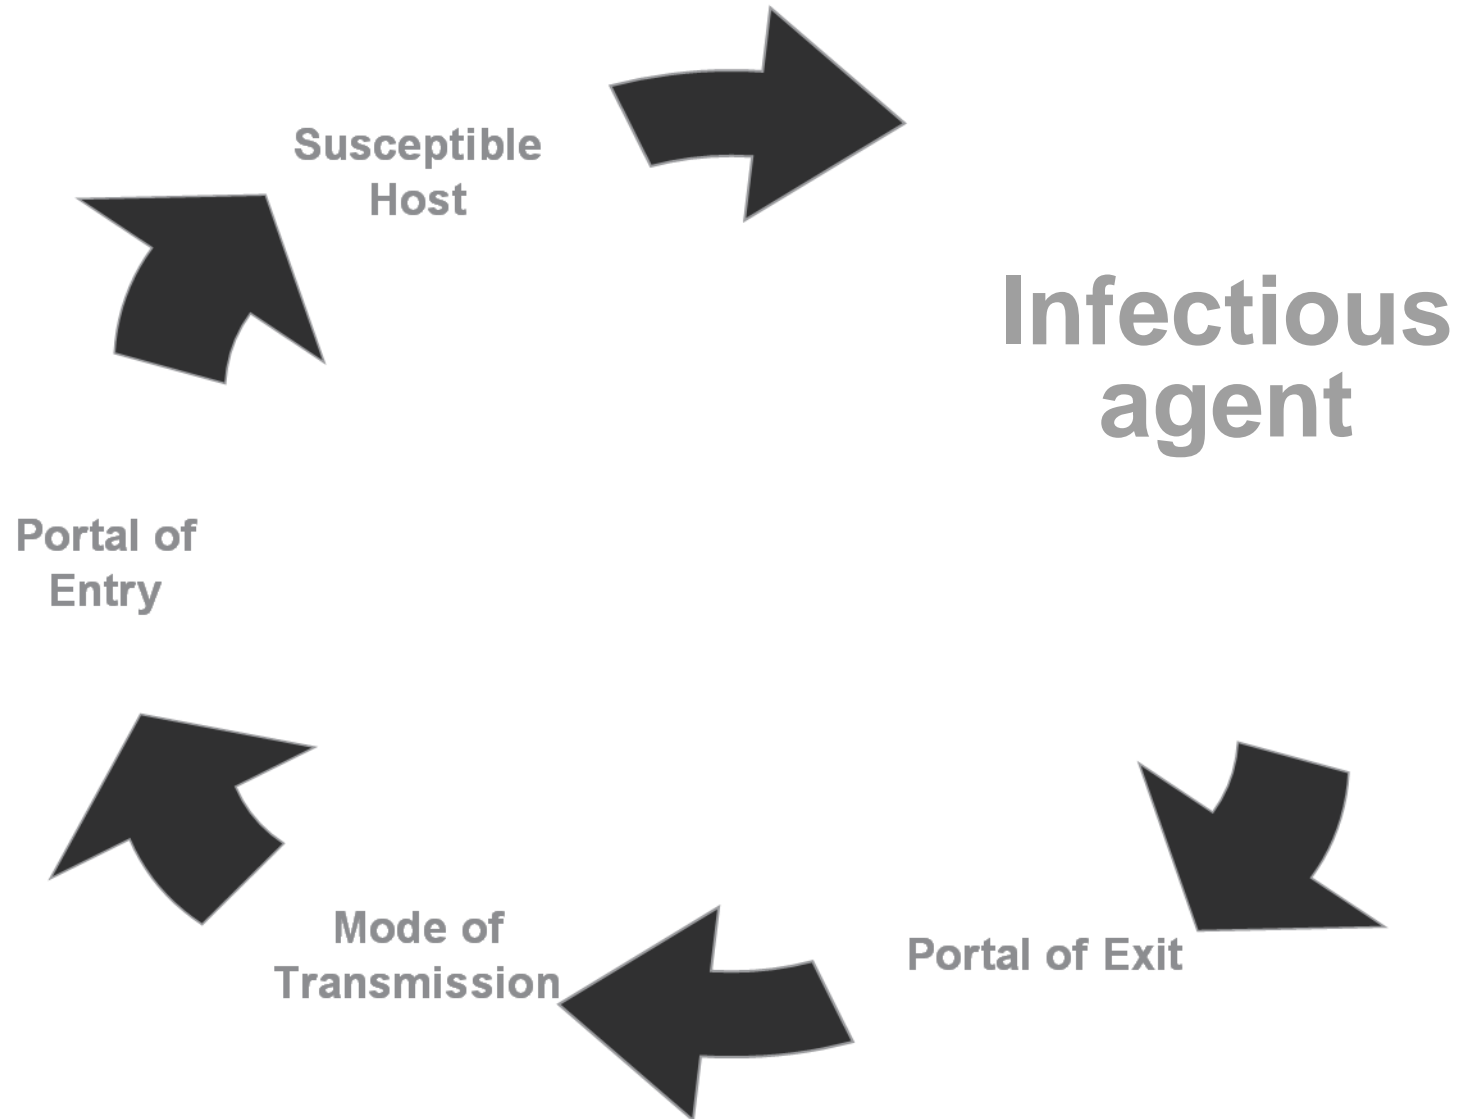 Susceptible
Host
Infectious
agent
Portal of
Entry
Mode of
Transmission
Portal of Exit